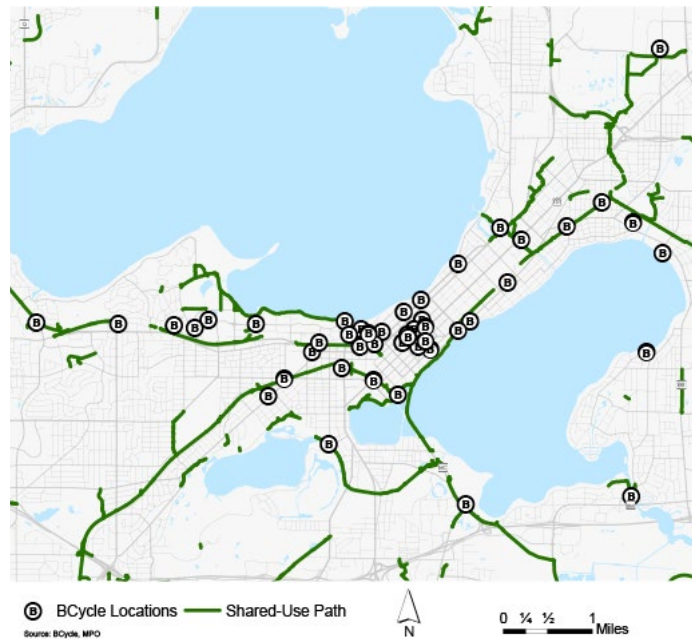 B BCycle Locations Shared-Use Path
Source: BCycle, MPO
N
0 ¼ ½ 1
Miles